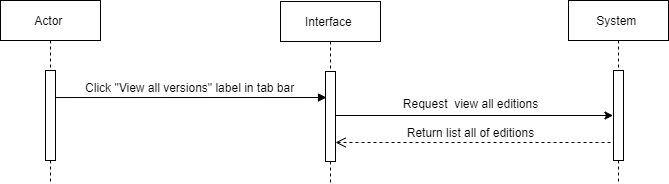 Actor
Interface
System
Click "View all versions" label in tab bar
Request view all editions
Return list all of editions